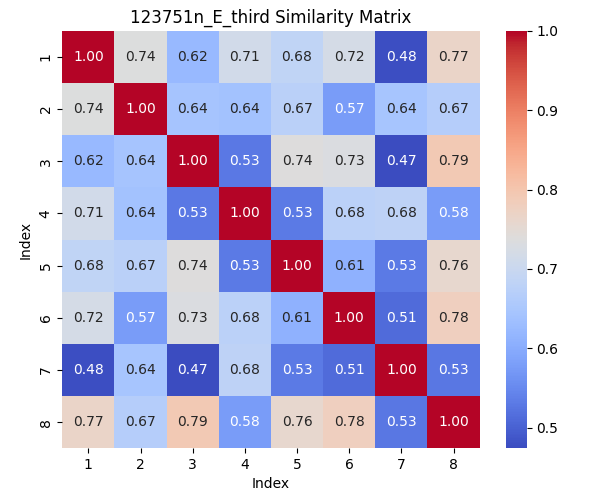 123751n_E_third Similarity Matrix
1 1.00 0.74 0.62 0.71 0.68 0.72 0.48 0.77
2 0.74 1.00 0.64 0.64 0.67 0.57 0.64 0.67
3 0.62 0.64 1.00 0.53 0.74 0.73 0.47 0.79
4 0.71 0.64 0.53 1.00 0.53 0.68 0.68 0.58
5 0.68 0.67 0.74 0.53 1.00 0.61 0.53 0.76
6 0.72 0.57 0.73 0.68 0.61 1.00 0.51 0.78
7 0.48 0.64 0.47 0.68 0.53 0.51 1.00 0.53
8 0.77 0.67 0.79 0.58 0.76 0.78 0.53 1.00
1 2 3 4 5 6 7 8
Index
Index
1.0
0.9
0.8
0.7
0.6
0.5